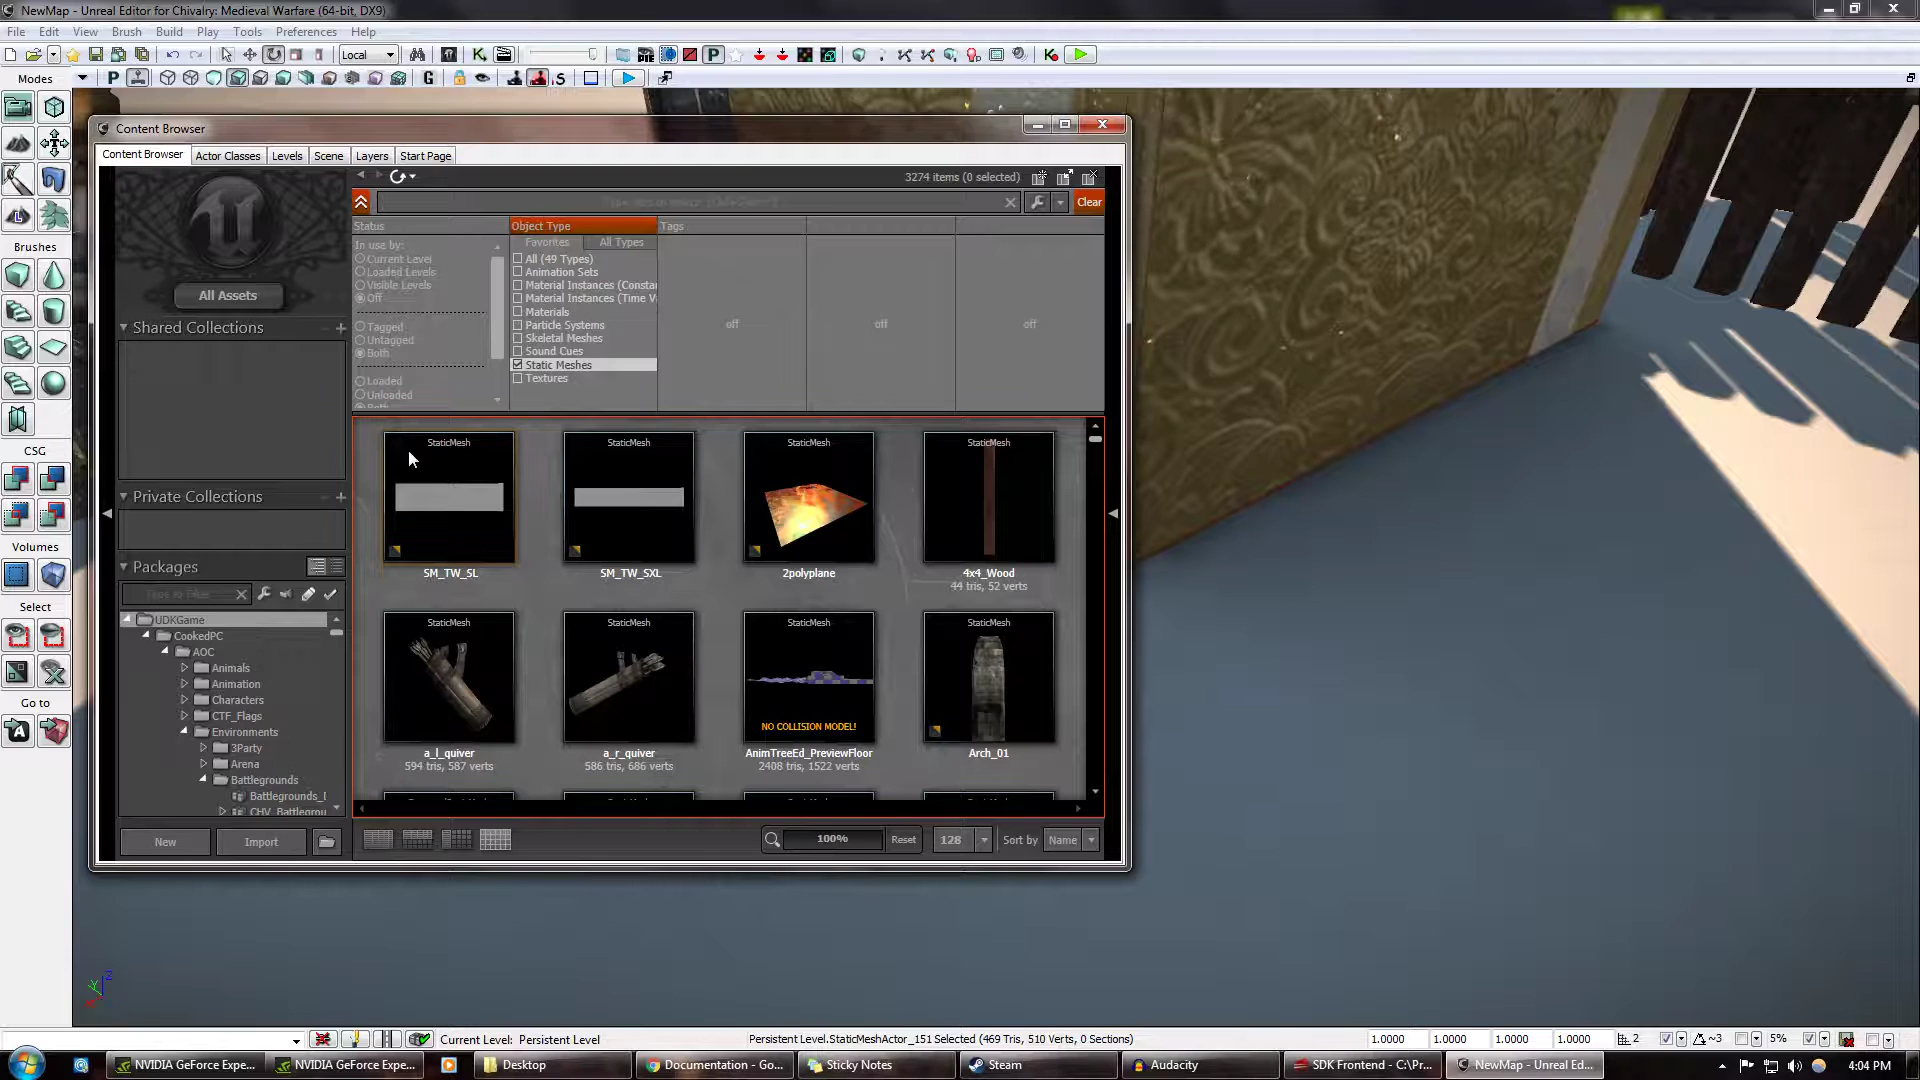 NewMap - Unreal Editor for Chivalry: Medieval Warfare (64-bit, DX9)
File Edit View Brush Build Play Tools Preferences Help
Local
Modes
Content Browser
Content Browser Actor Classes Levels Scene Layers Start Page
3274 items (0 selected)
Clear
Status Object Type Tags
In use by: Favorites All Types
Current Level
Loaded Levels
Visible Levels
Off
Tagged
Untagged
Both
Loaded
Unloaded
Both
All (49 Types)
Animation Sets
Material Instances (Constar
Material Instances (Time V
Materials
Particle Systems
Skeletal Meshes
Sound Cues
Static Meshes
Textures
off off off
All Assets
Shared Collections
Private Collections
Packages
Type to Filter
UDKGame
CookedPC
AOC
Animals
Animation
Characters
CTF_Flags
Environments
3Party
Arena
Battlegrounds
Battlegrounds_I
CHV_Battlegrou
New Import
StaticMesh StaticMesh StaticMesh StaticMesh
SM_TW_SL SM_TW_SXL 2polyplane 4x4_Wood
44 tris, 52 verts
StaticMesh StaticMesh StaticMesh StaticMesh
NO COLLISION MODEL!
a_l_quiver a_r_quiver AnimTreeEd_PreviewFloor Arch_01
594 tris, 587 verts 586 tris, 686 verts 2408 tris, 1522 verts
100% Reset 128 Sort by Name
Brushes
CSG
Volumes
Select
Go to
Current Level: Persistent Level
Persistent Level.StaticMeshActor_151 Selected (469 Tris, 510 Verts, 0 Sections)
1.0000 1.0000 1.0000 1.0000 2 ~3 5%
NVIDIA GeForce Expe... NVIDIA GeForce Expe... Desktop Documentation - Go... Sticky Notes Steam Audacity SDK Frontend - C:\Pr... NewMap - Unreal Ed... 4:04 PM